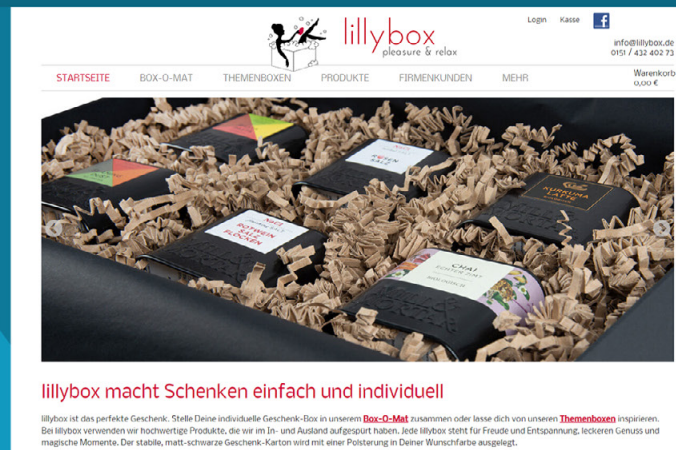 Login Kasse
lillybox
pleasure & relax
info@lillybox.de
0151 / 432 402 73
STARTSEITE BOX-O-MAT THEMENBOXEN PRODUKTE FIRMENKUNDEN MEHR
Warenkorb
0,00 €
ROSEN
SALZ
KURKUMA
LATTE
ROTWEIN
SALZ
FLOCKEN
CHAI
lillybox macht Schenken einfach und individuell
lillybox ist das perfekte Geschenk. Stelle Deine individuelle Geschenk-Box in unserem Box-O-Mat zusammen oder lasse dich von unseren Themenboxen inspirieren.
Bei lillybox verwenden wir hochwertige Produkte, die wir im In- und Ausland aufgespürt haben. Jede lillybox steht für Freude und Entspannung, leckeren Genuss und
magische Momente. Der stabile, matt-schwarze Geschenk-Karton wird mit einer Polsterung in Deiner Wunschfarbe ausgelegt.